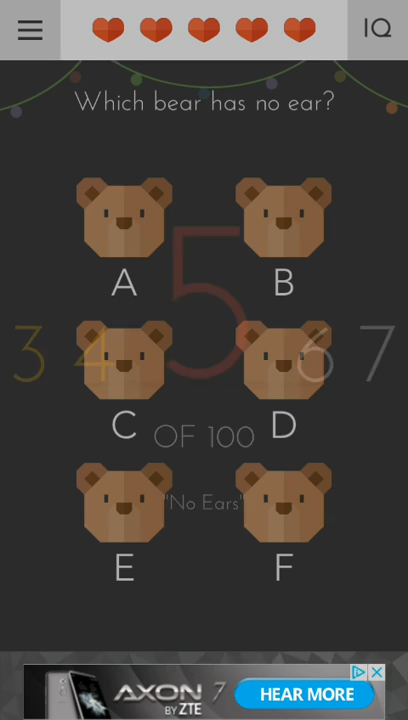 IQ
Which bear has no ear?
5
A B
3 4 6 7
C D
OF 100
"No Ears"
E F
AXON 7
BY ZTE
HEAR MORE